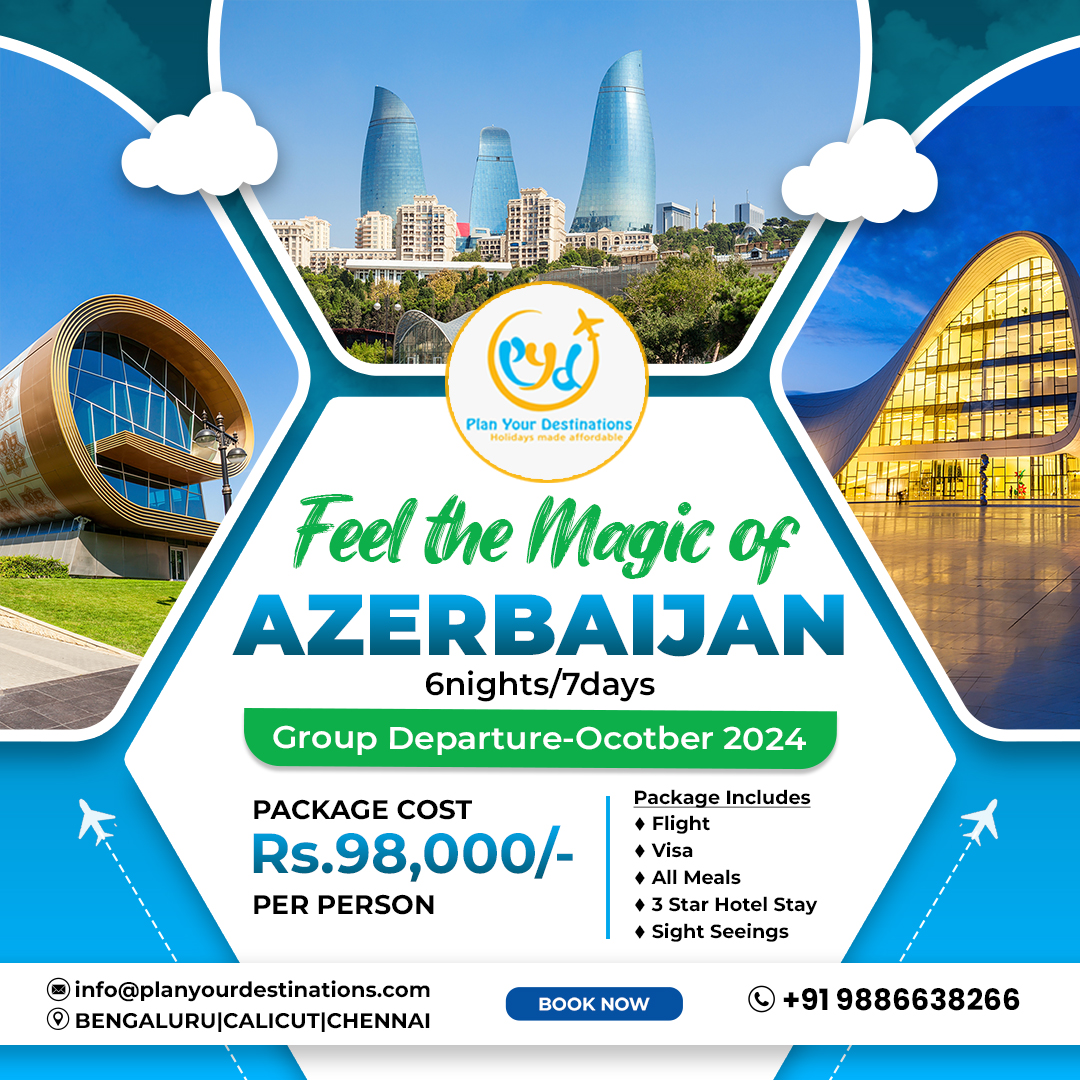 pyd
Plan Your Destinations
Holidays made affordable
Feel the Magic of
AZERBAIJAN
6nights/7days
Group Departure-Ocotber 2024
PACKAGE COST
Rs.98,000/-
PER PERSON
Package Includes
♦ Flight
♦ Visa
♦ All Meals
♦ 3 Star Hotel Stay
♦ Sight Seeings
info@planyourdestinations.com
BENGALURU|CALICUT|CHENNAI
BOOK NOW
+91 9886638266